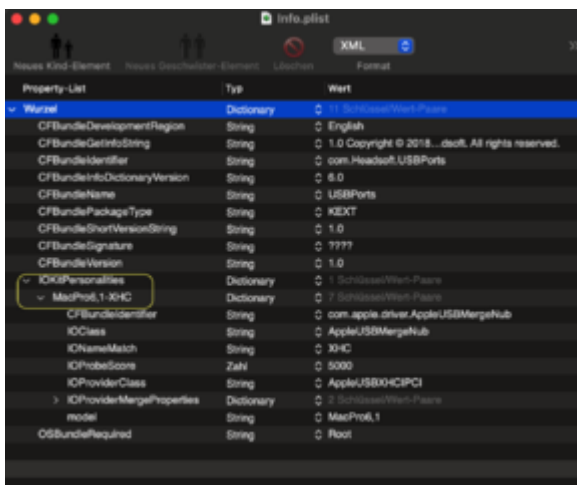 Info.plist
XML
Neues Kind-Element Neues Geschwister-Element Löschen Format
Property-List Typ Wert
Wurzel Dictionary 11 Schlüssel/Wert-Paare
CFBundleDevelopmentRegion String English
CFBundleGetInfoString String 1.0 Copyright © 2018...dsoft. All rights reserved.
CFBundleIdentifier String com.Headsoft.USBPorts
CFBundleInfoDictionaryVersion String 6.0
CFBundleName String USBPorts
CFBundlePackageType String KEXT
CFBundleShortVersionString String 1.0
CFBundleSignature String ????
CFBundleVersion String 1.0
IOKitPersonalities Dictionary 1 Schlüssel/Wert-Paare
MacPro6,1-XHC Dictionary 7 Schlüssel/Wert-Paare
CFBundleIdentifier String com.apple.driver.AppleUSBMergeNub
IOClass String AppleUSBMergeNub
IONameMatch String XHC
IOProbeScore Zahl 5000
IOProviderClass String AppleUSBXHCIPCI
IOProviderMergeProperties Dictionary 2 Schlüssel/Wert-Paare
model String MacPro6,1
OSBundleRequired String Root